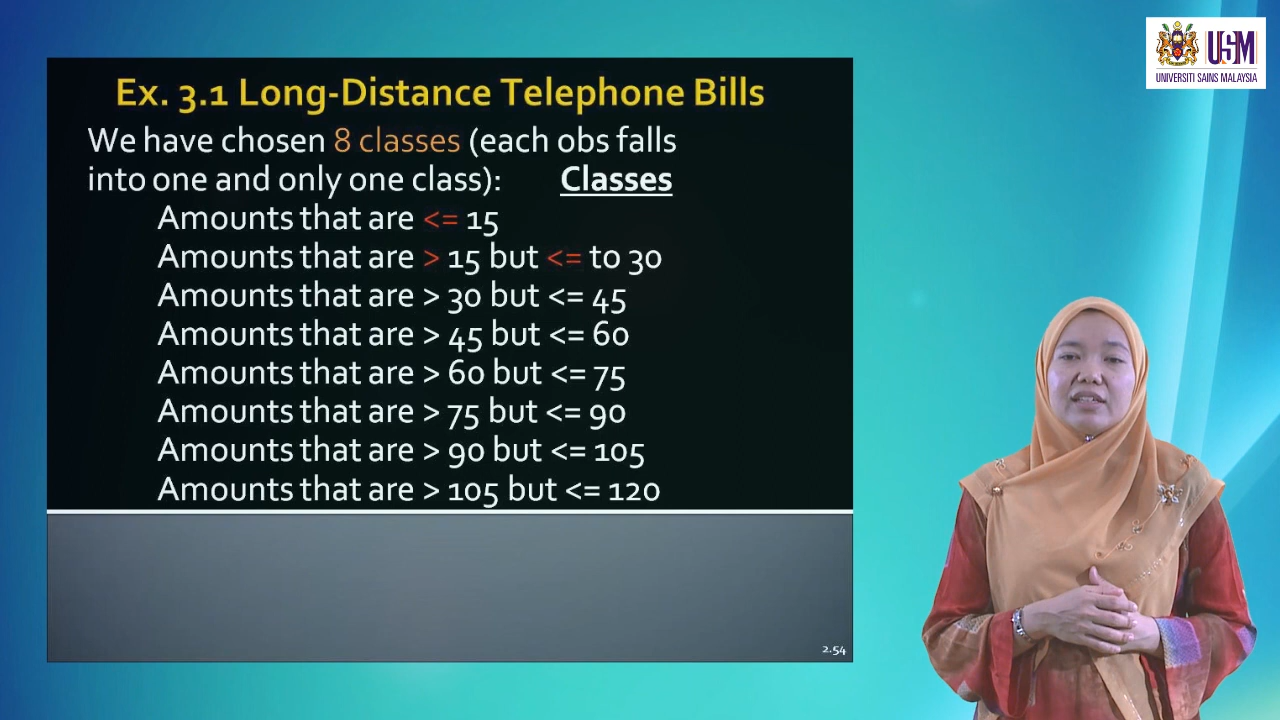 USM
UNIVERSITI SAINS MALAYSIA
Ex. 3.1 Long-Distance Telephone Bills
We have chosen 8 classes (each obs falls
into one and only one class): Classes
Amounts that are <= 15
Amounts that are > 15 but <= to 30
Amounts that are > 30 but <= 45
Amounts that are > 45 but <= 60
Amounts that are > 60 but <= 75
Amounts that are > 75 but <= 90
Amounts that are > 90 but <= 105
Amounts that are > 105 but <= 120
2.54